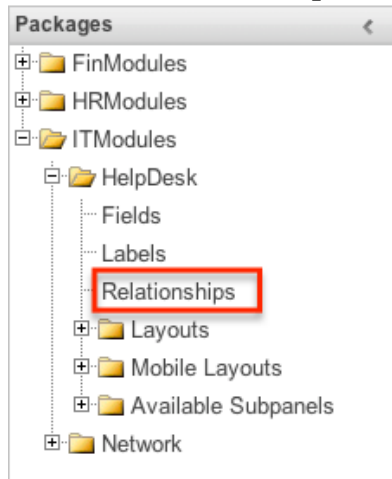 Packages
FinModules
HRModules
ITModules
HelpDesk
Fields
Labels
Relationships
Layouts
Mobile Layouts
Available Subpanels
Network